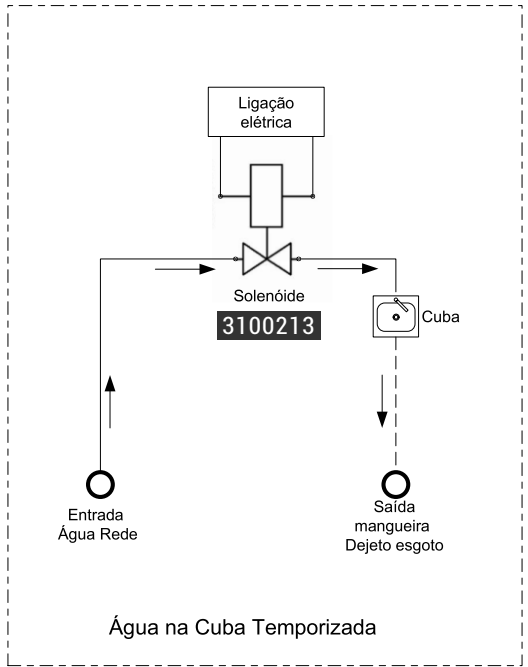 Ligação
elétrica
Solenóide
3100213
Cuba
Entrada
Água Rede
Saída
mangueira
Dejeto esgoto
Água na Cuba Temporizada